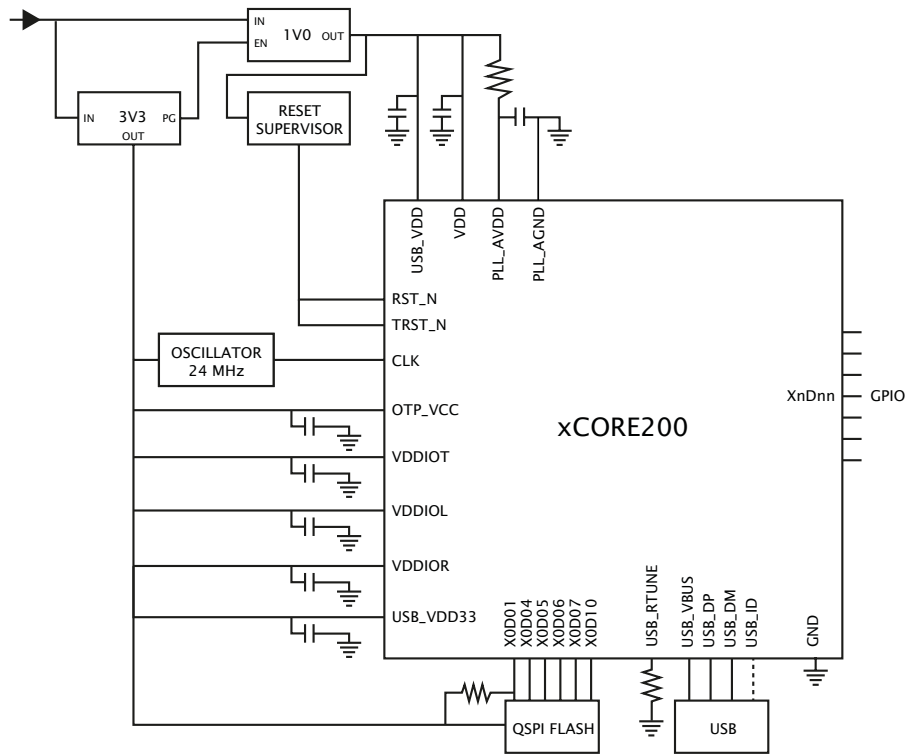 IN
1V0
OUT
EN
IN
3V3
PG
OUT
RESET
SUPERVISOR
USB_VDD
VDD
PLL_AVDD
PLL_AGND
RST_N
TRST_N
OSCILLATOR
24 MHz
CLK
XnDnn
GPIO
OTP_VCC
xCORE200
VDDIOT
VDDIOL
VDDIOR
USB_VDD33
X0D01
X0D04
X0D05
X0D06
X0D07
X0D10
USB_RTUNE
USB_VBUS
USB_DP
USB_DM
USB_ID
GND
QSPI FLASH
USB